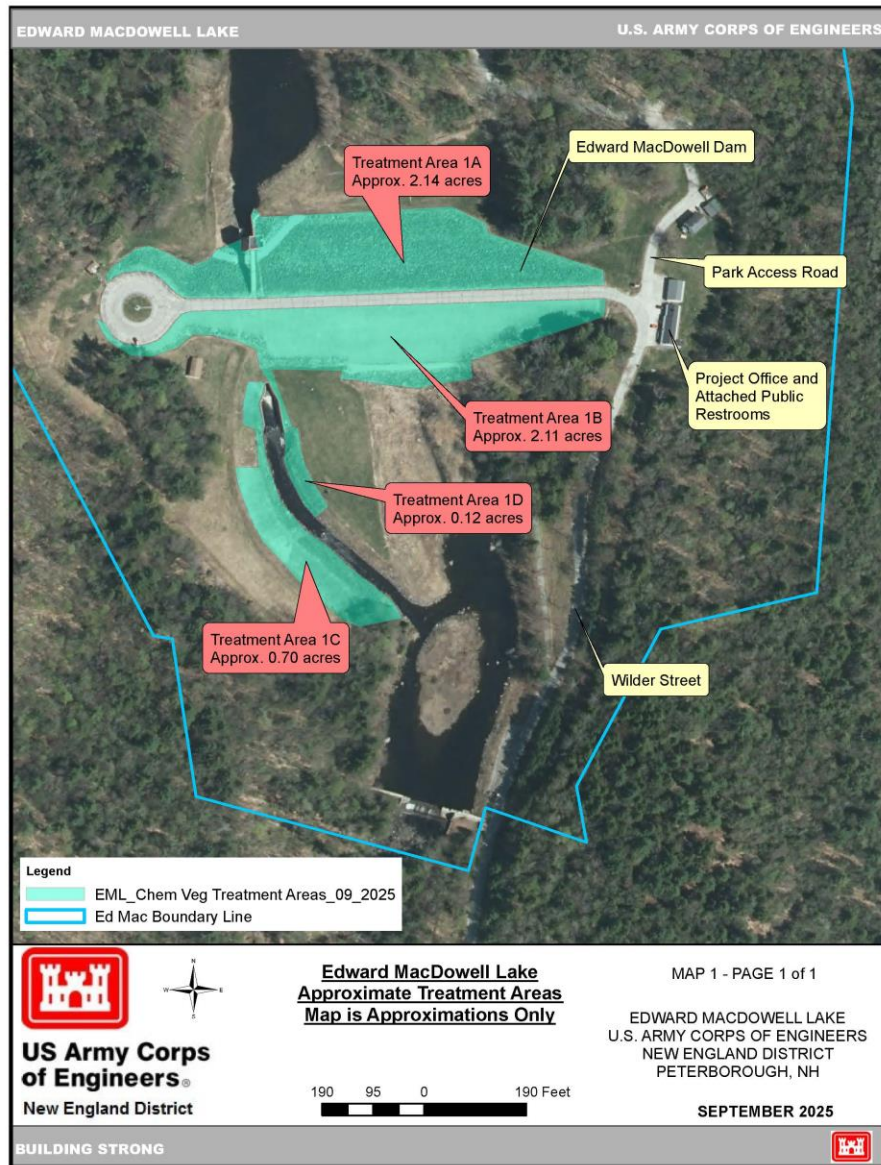 EDWARD MACDOWELL LAKE
U.S. ARMY CORPS OF ENGINEERS
Treatment Area 1A
Approx. 2.14 acres
Edward MacDowell Dam
Park Access Road
Project Office and
Attached Public
Restrooms
Treatment Area 1B
Approx. 2.11 acres
Treatment Area 1D
Approx. 0.12 acres
Treatment Area 1C
Approx. 0.70 acres
Wilder Street
Legend
EML_Chem Veg Treatment Areas_09_2025
Ed Mac Boundary Line
US Army Corps
of Engineers®
New England District
N
W E
S
Edward MacDowell Lake
Approximate Treatment Areas
Map is Approximations Only
190 95 0 190 Feet
MAP 1 - PAGE 1 of 1
EDWARD MACDOWELL LAKE
U.S. ARMY CORPS OF ENGINEERS
NEW ENGLAND DISTRICT
PETERBOROUGH, NH
SEPTEMBER 2025
BUILDING STRONG